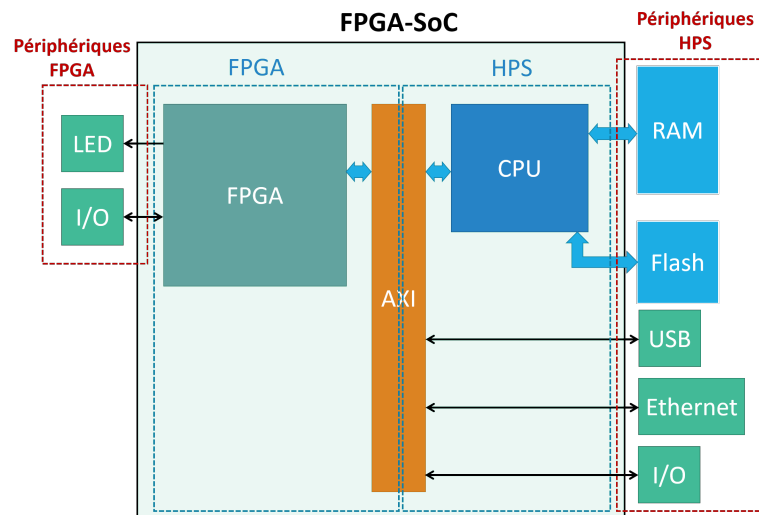 FPGA-SoC
Périphériques
FPGA
Périphériques
HPS
FPGA
HPS
LED
I/O
FPGA
AXI
CPU
RAM
Flash
USB
Ethernet
I/O